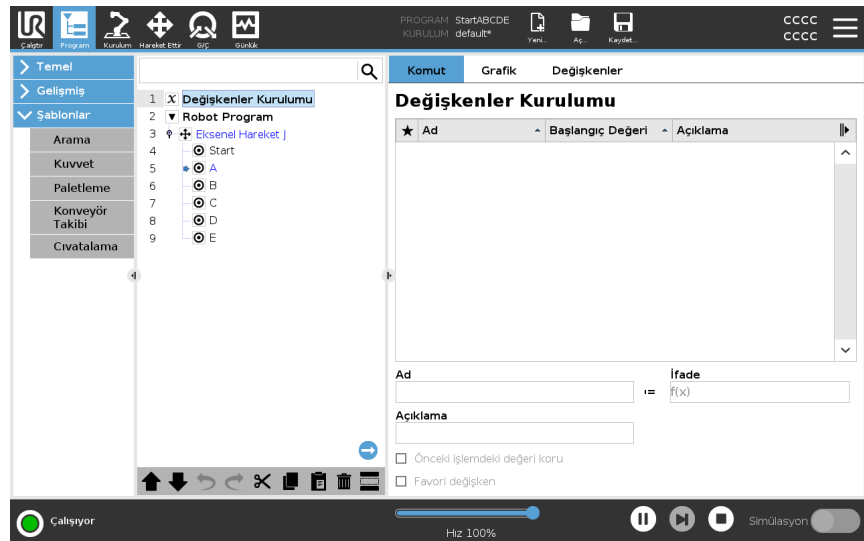 UR
PROGRAM StartABCDE
KURULUM default*
CCCC
CCCC
Çalıştır Program Kurulum Hareket Ettir G/Ç Günlük
Yeni... Aç... Kaydet...
Temel
Gelişmiş
Şablonlar
Arama
Kuvvet
Paletleme
Konveyör
Takibi
Cıvatalama
1 X Değişkenler Kurulumu
2 Robot Program
3 Eksenel Hareket J
4 Start
5 A
6 B
7 C
8 D
9 E
Komut Grafik Değişkenler
Değişkenler Kurulumu
Ad Başlangıç Değeri Açıklama
Ad İfade
:= f(x)
Açıklama
Önceki işlemdeki değeri koru
Favori değişken
Çalışıyor
Hız 100%
Simülasyon